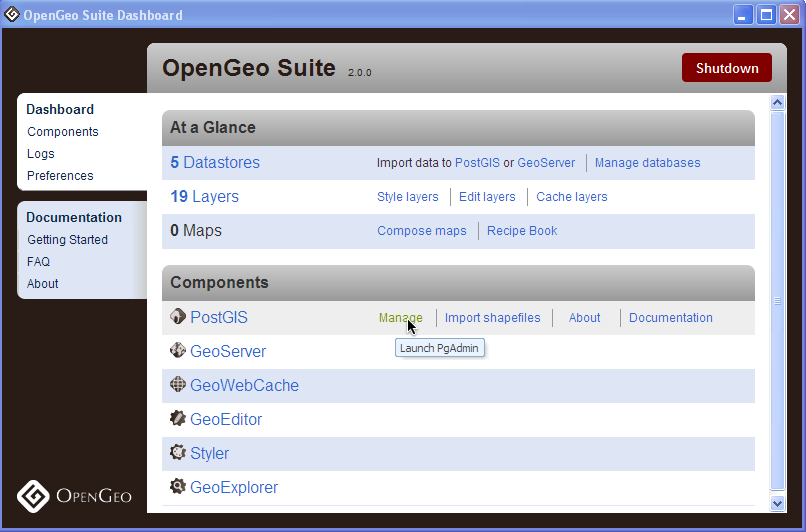 OpenGeo Suite Dashboard
OpenGeo Suite 2.0.0
Shutdown
Dashboard
Components
Logs
Preferences
Documentation
Getting Started
FAQ
About
At a Glance
5 Datastores Import data to PostGIS or GeoServer Manage databases
19 Layers Style layers Edit layers Cache layers
0 Maps Compose maps Recipe Book
Components
PostGIS Manage Import shapefiles About Documentation
Launch PgAdmin
GeoServer
GeoWebCache
GeoEditor
Styler
GeoExplorer
OPENGEO